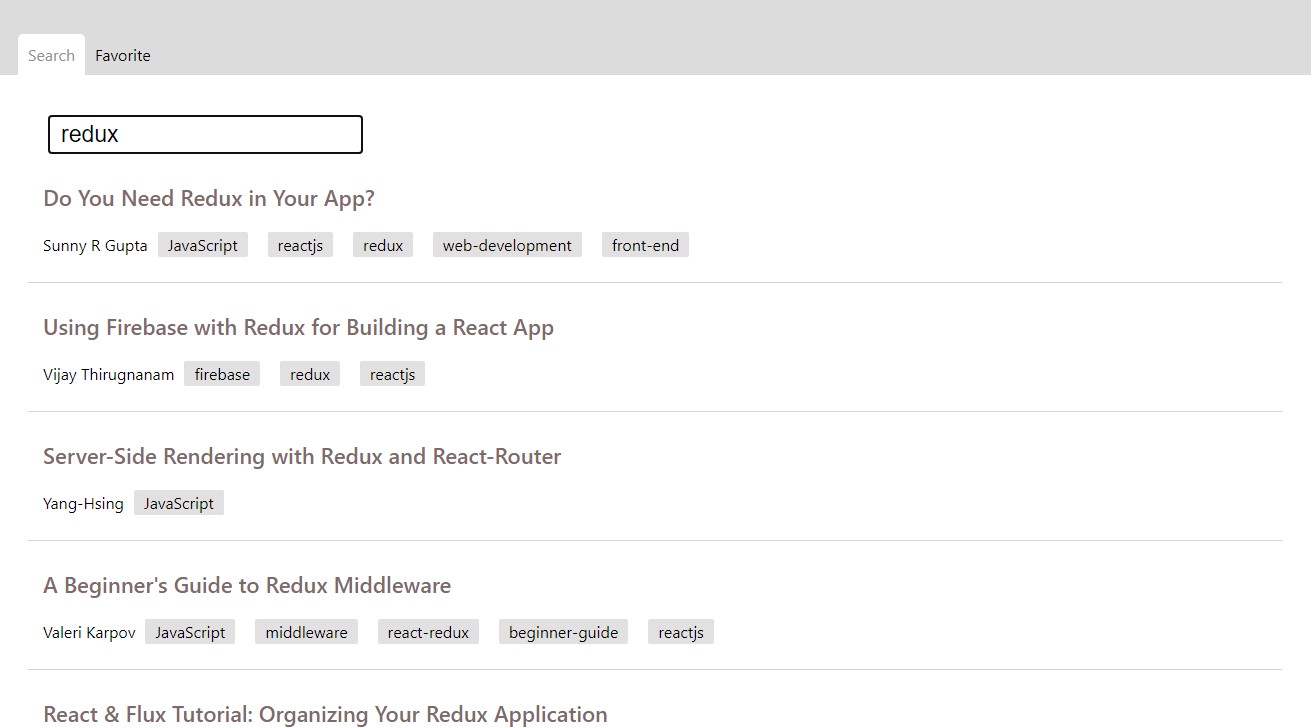 Search Favorite
redux
Do You Need Redux in Your App?
Sunny R Gupta JavaScript reactjs redux web-development front-end
Using Firebase with Redux for Building a React App
Vijay Thirugnanam firebase redux reactjs
Server-Side Rendering with Redux and React-Router
Yang-Hsing JavaScript
A Beginner's Guide to Redux Middleware
Valeri Karpov JavaScript middleware react-redux beginner-guide reactjs
React & Flux Tutorial: Organizing Your Redux Application